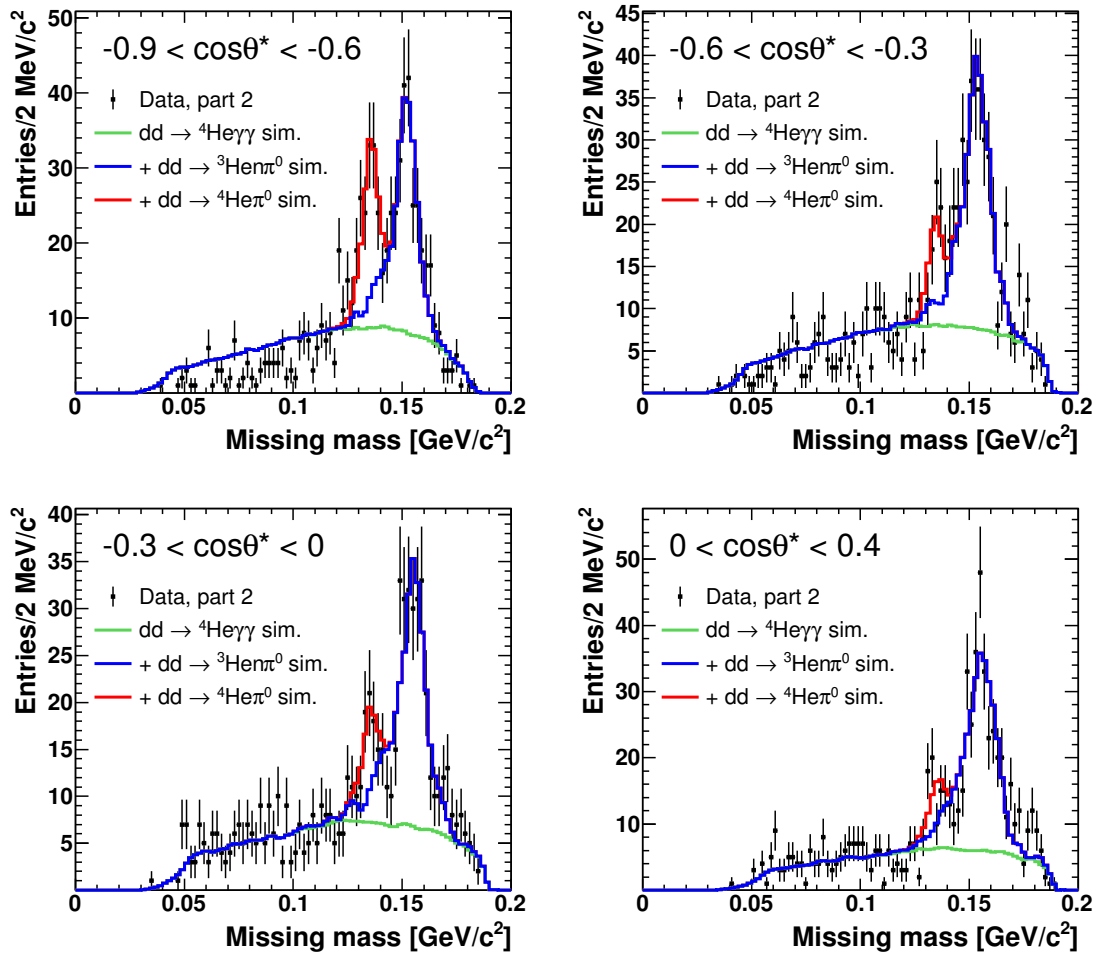 -0.9 < cosθ* < -0.6
Data, part 2
dd → ⁴Heγγ sim.
+ dd → ³Henπ⁰ sim.
+ dd → ⁴Heπ⁰ sim.
Entries/2 MeV/c²
50
40
30
20
10
0 0.05 0.1 0.15 0.2
Missing mass [GeV/c²]
-0.6 < cosθ* < -0.3
Data, part 2
dd → ⁴Heγγ sim.
+ dd → ³Henπ⁰ sim.
+ dd → ⁴Heπ⁰ sim.
Entries/2 MeV/c²
45
40
35
30
25
20
15
10
5
0 0.05 0.1 0.15 0.2
Missing mass [GeV/c²]
-0.3 < cosθ* < 0
Data, part 2
dd → ⁴Heγγ sim.
+ dd → ³Henπ⁰ sim.
+ dd → ⁴Heπ⁰ sim.
Entries/2 MeV/c²
40
35
30
25
20
15
10
5
0 0.05 0.1 0.15 0.2
Missing mass [GeV/c²]
0 < cosθ* < 0.4
Data, part 2
dd → ⁴Heγγ sim.
+ dd → ³Henπ⁰ sim.
+ dd → ⁴Heπ⁰ sim.
Entries/2 MeV/c²
50
40
30
20
10
0 0.05 0.1 0.15 0.2
Missing mass [GeV/c²]